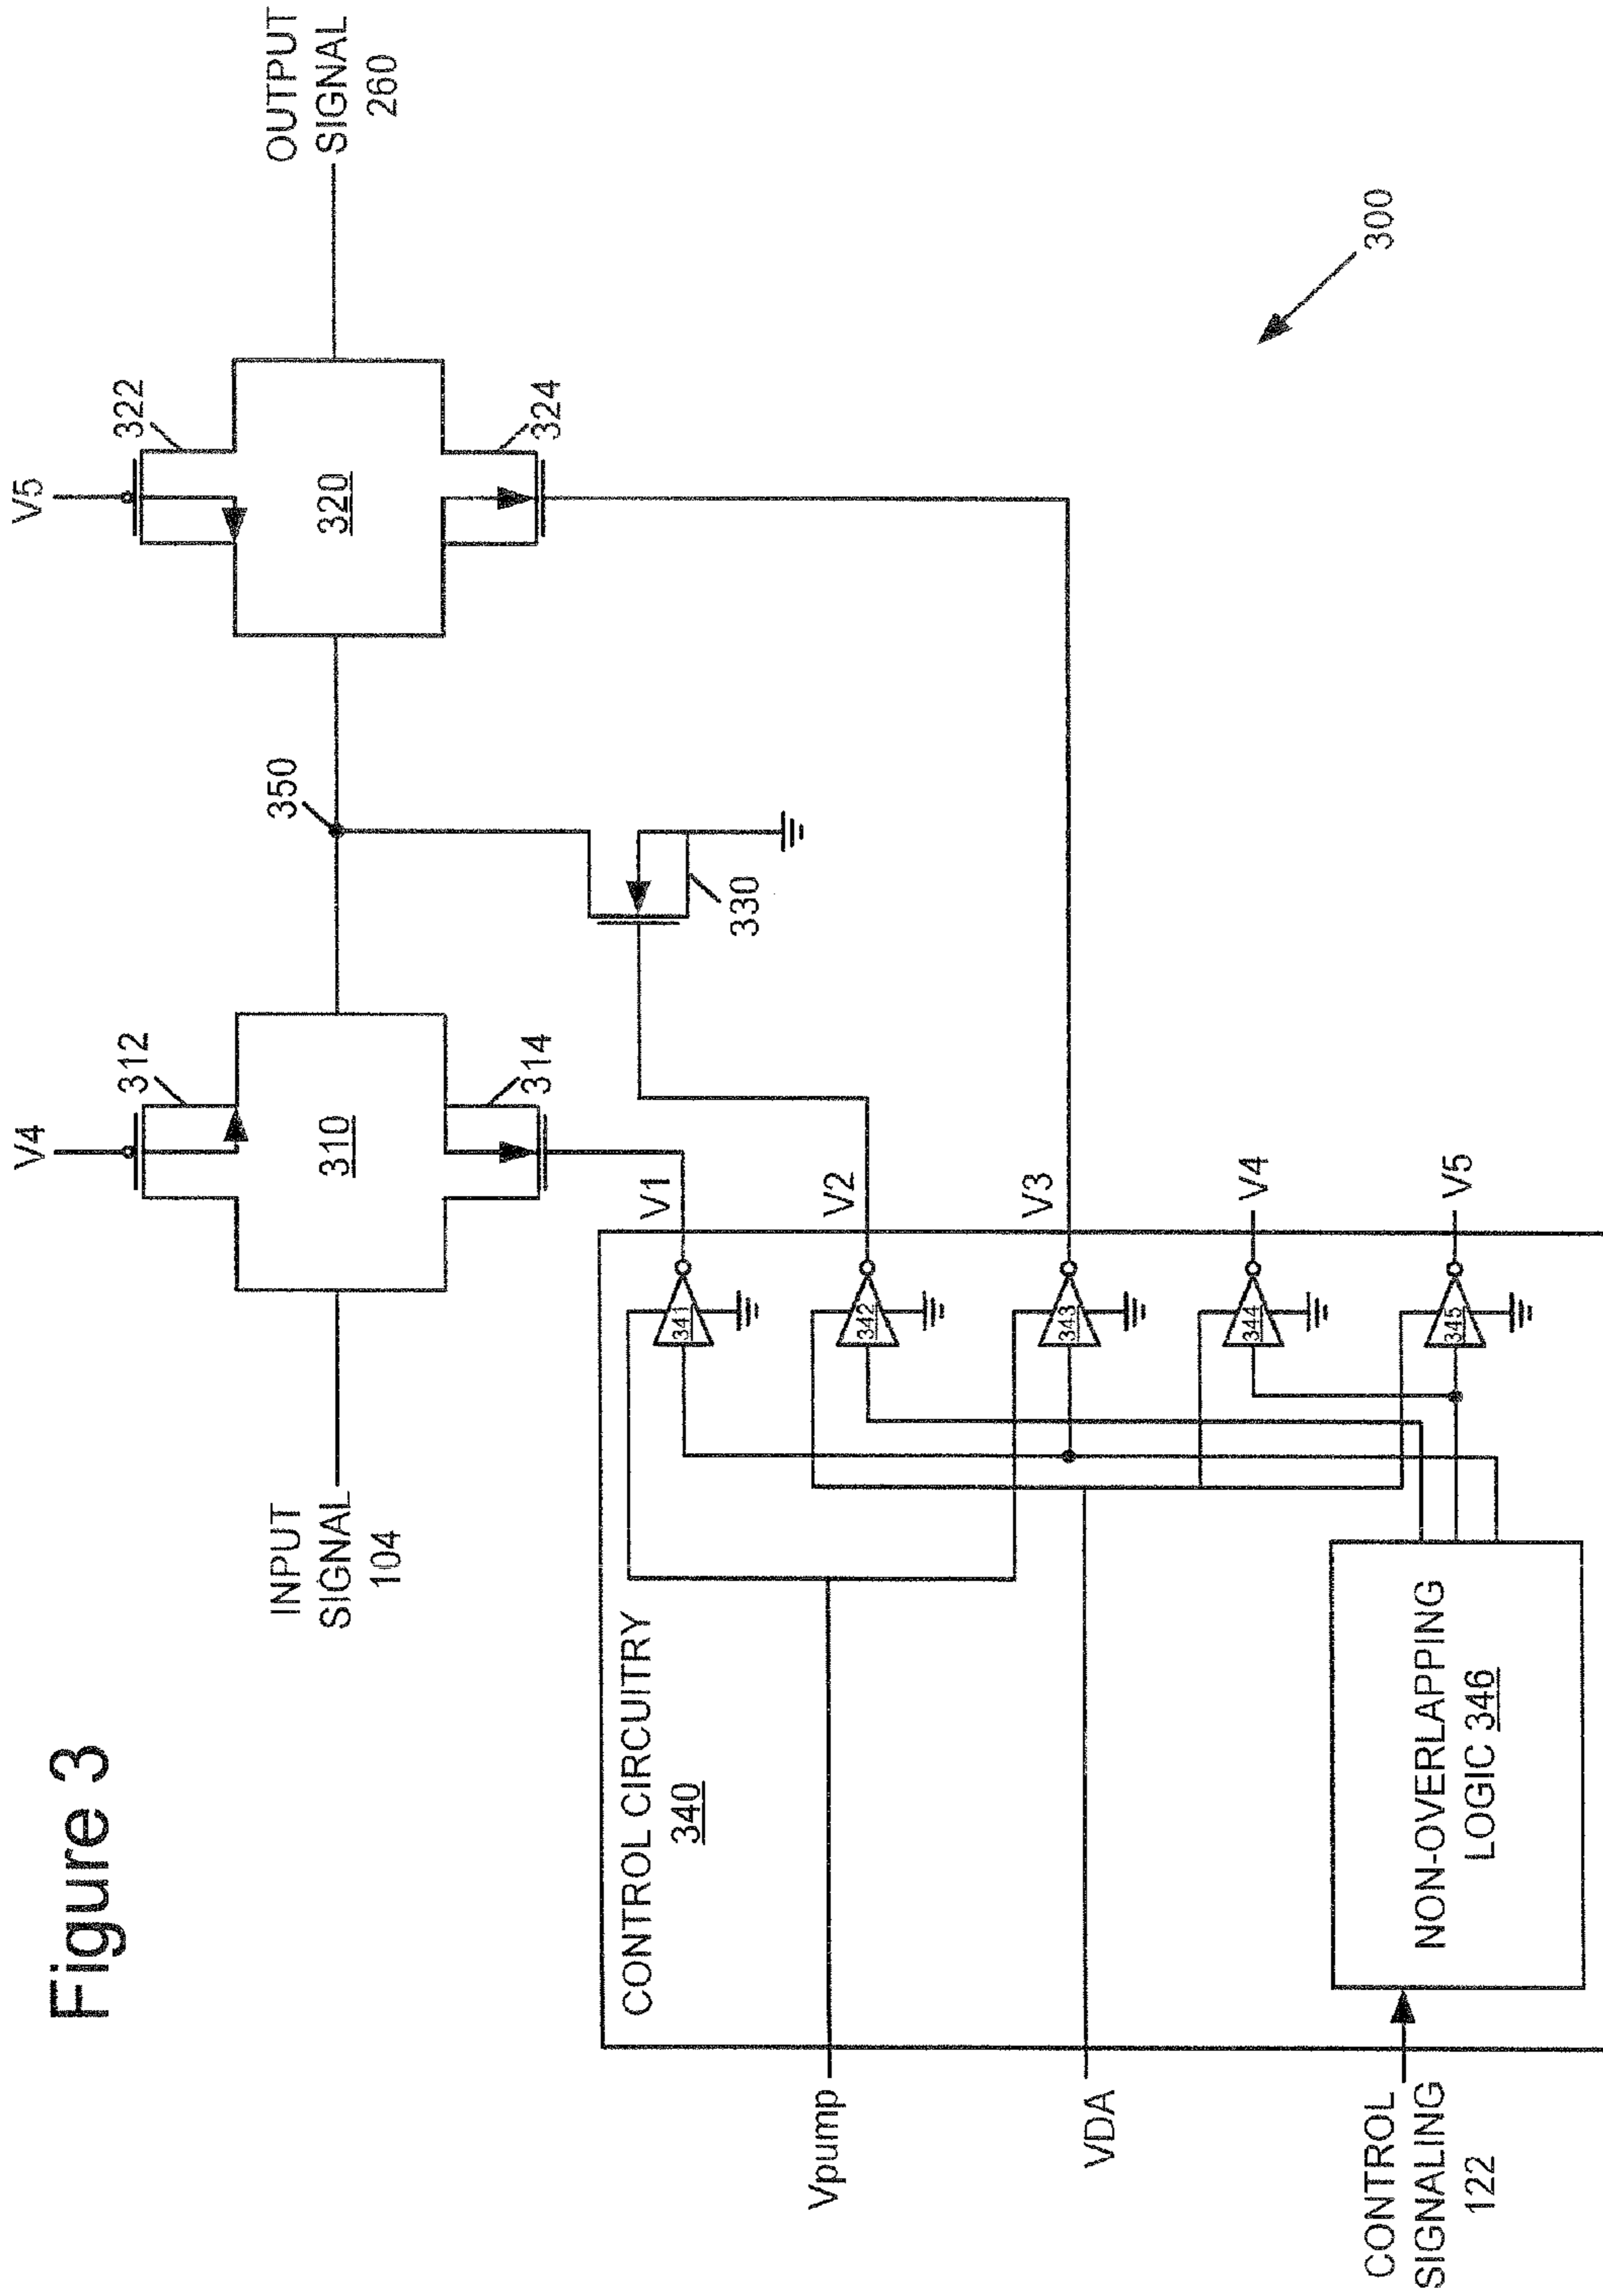 Figure 3
V4
V5
312
322
INPUT
SIGNAL
104
310
350
320
OUTPUT
SIGNAL
260
314
324
330
CONTROL CIRCUITRY
340
V1
341
Vpump
V2
342
V3
343
VDA
V4
344
300
CONTROL
SIGNALING
122
NON-OVERLAPPING
LOGIC 346
V5
345